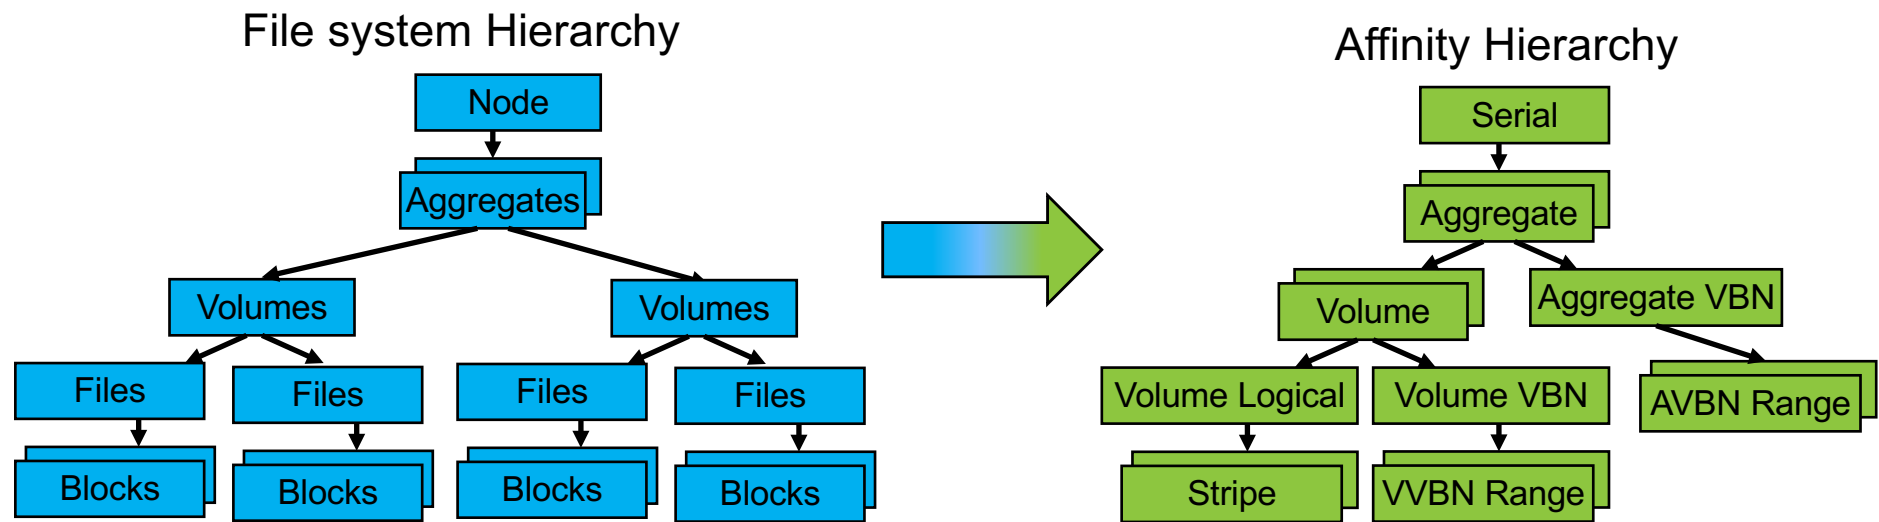 File system Hierarchy
Node
Aggregates
Volumes
Volumes
Files
Files
Files
Files
Blocks
Blocks
Blocks
Blocks
Affinity Hierarchy
Serial
Aggregate
Volume
Aggregate VBN
Volume Logical
Volume VBN
AVBN Range
Stripe
VVBN Range